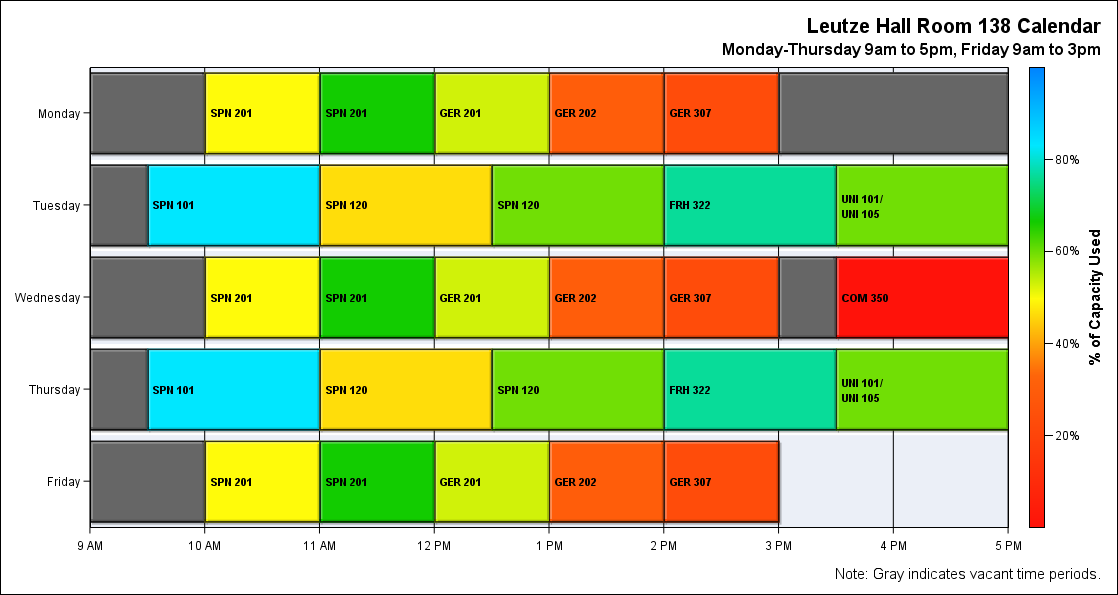 Leutze Hall Room 138 Calendar
Monday-Thursday 9am to 5pm, Friday 9am to 3pm
Monday
SPN 201
SPN 201
GER 201
GER 202
GER 307
Tuesday
SPN 101
SPN 120
SPN 120
FRH 322
UNI 101/
UNI 105
Wednesday
SPN 201
SPN 201
GER 201
GER 202
GER 307
COM 350
Thursday
SPN 101
SPN 120
SPN 120
FRH 322
UNI 101/
UNI 105
Friday
SPN 201
SPN 201
GER 201
GER 202
GER 307
9 AM
10 AM
11 AM
12 PM
1 PM
2 PM
3 PM
4 PM
5 PM
80%
60%
40%
20%
% of Capacity Used
Note: Gray indicates vacant time periods.